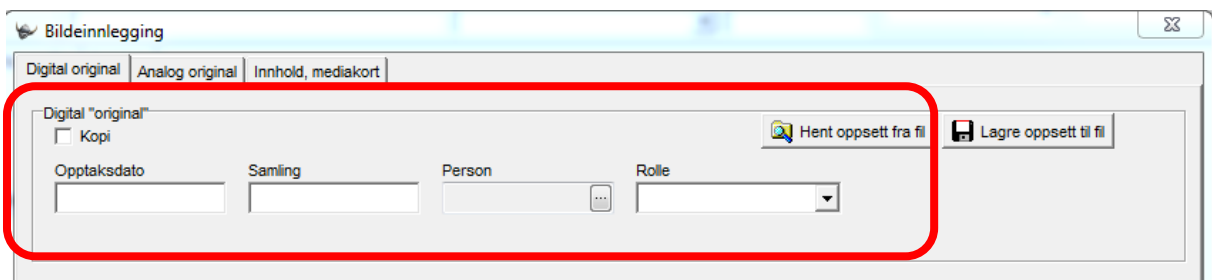 Bildeinnlegging
Digital original Analog original Innhold, mediakort
Digital "original"
Kopi
Hent oppsett fra fil Lagre oppsett til fil
Opptaksdato Samling Person Rolle
...